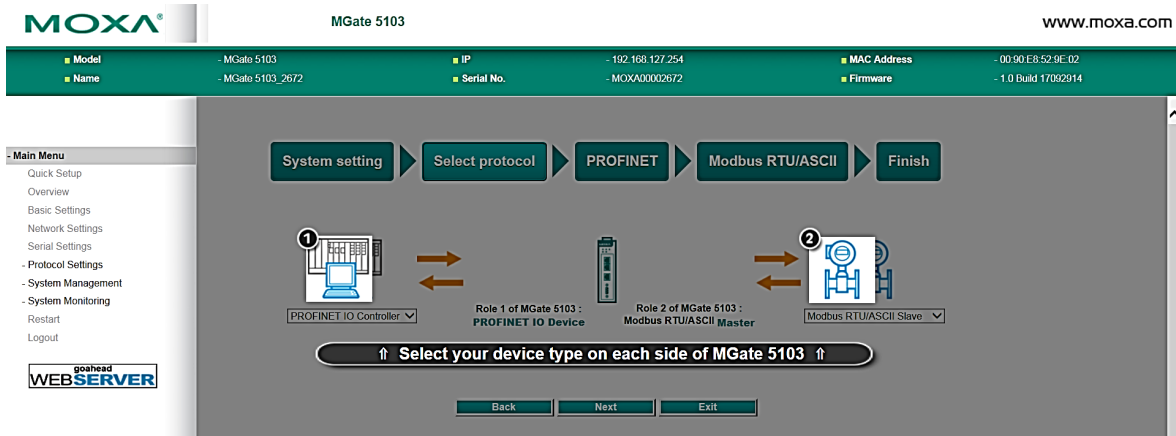 MOXA®
MGate 5103
www.moxa.com
Model - MGate 5103 IP - 192.168.127.254 MAC Address - 00:90:E8:52:9E:02
Name - MGate 5103_2672 Serial No. - MOXA00002672 Firmware - 1.0 Build 17092914
- Main Menu
Quick Setup
Overview
Basic Settings
Network Settings
Serial Settings
- Protocol Settings
- System Management
- System Monitoring
Restart
Logout
goahead
WEBSERVER
System setting Select protocol PROFINET Modbus RTU/ASCII Finish
1
2
PROFINET IO Controller
Role 1 of MGate 5103 :
PROFINET IO Device
Role 2 of MGate 5103 :
Modbus RTU/ASCII Master
Modbus RTU/ASCII Slave
⇑ Select your device type on each side of MGate 5103 ⇑
Back Next Exit